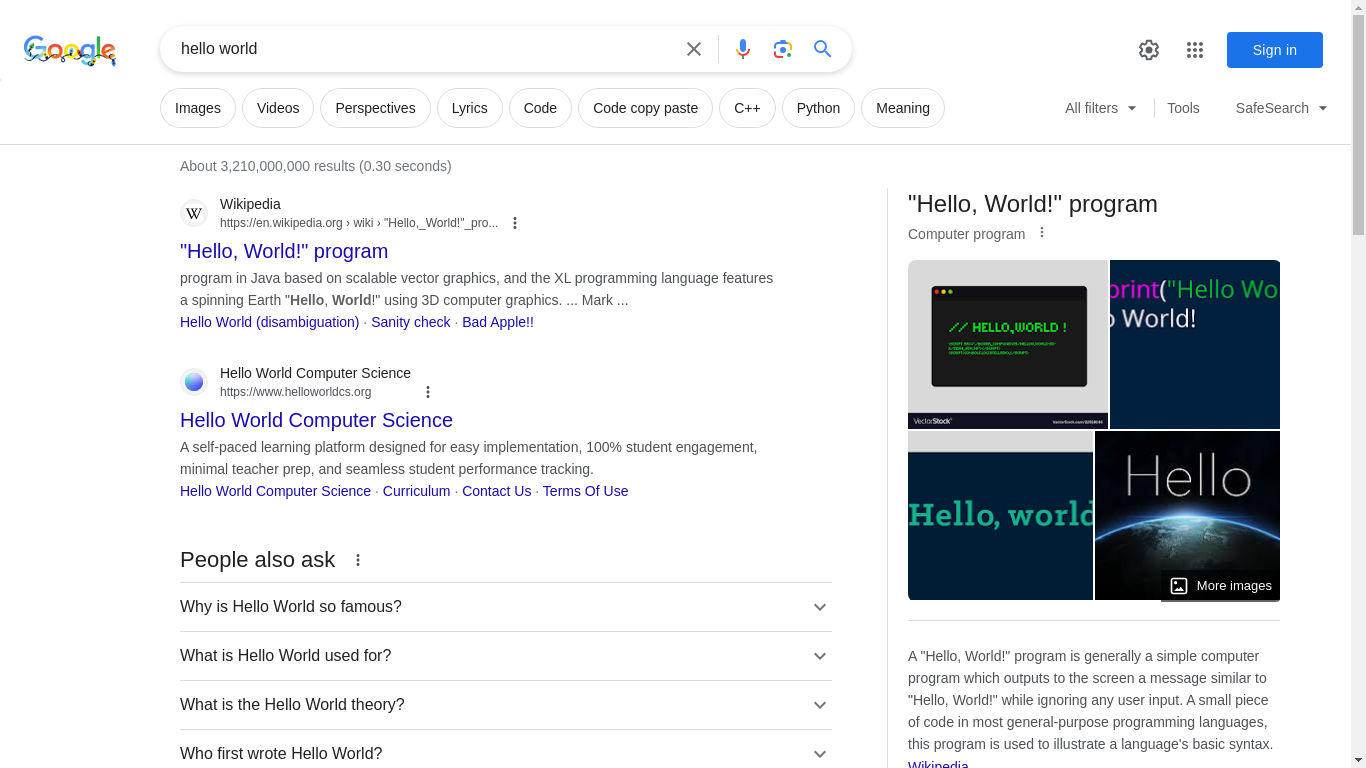 Google
hello world
Sign in
Images
Videos
Perspectives
Lyrics
Code
Code copy paste
C++
Python
Meaning
All filters
Tools
SafeSearch
About 3,210,000,000 results (0.30 seconds)
W
Wikipedia
https://en.wikipedia.org › wiki › "Hello,_World!"_pro...
"Hello, World!" program
program in Java based on scalable vector graphics, and the XL programming language features
a spinning Earth "Hello, World!" using 3D computer graphics. ... Mark ...
Hello World (disambiguation) · Sanity check · Bad Apple!!
Hello World Computer Science
https://www.helloworldcs.org
Hello World Computer Science
A self-paced learning platform designed for easy implementation, 100% student engagement,
minimal teacher prep, and seamless student performance tracking.
Hello World Computer Science · Curriculum · Contact Us · Terms Of Use
People also ask
Why is Hello World so famous?
What is Hello World used for?
What is the Hello World theory?
Who first wrote Hello World?
"Hello, World!" program
Computer program
// HELLO,WORLD !
VectorStock
print("Hello Wo
o World!
Hello, world
Hello
More images
A "Hello, World!" program is generally a simple computer
program which outputs to the screen a message similar to
"Hello, World!" while ignoring any user input. A small piece
of code in most general-purpose programming languages,
this program is used to illustrate a language's basic syntax.
Wikipedia